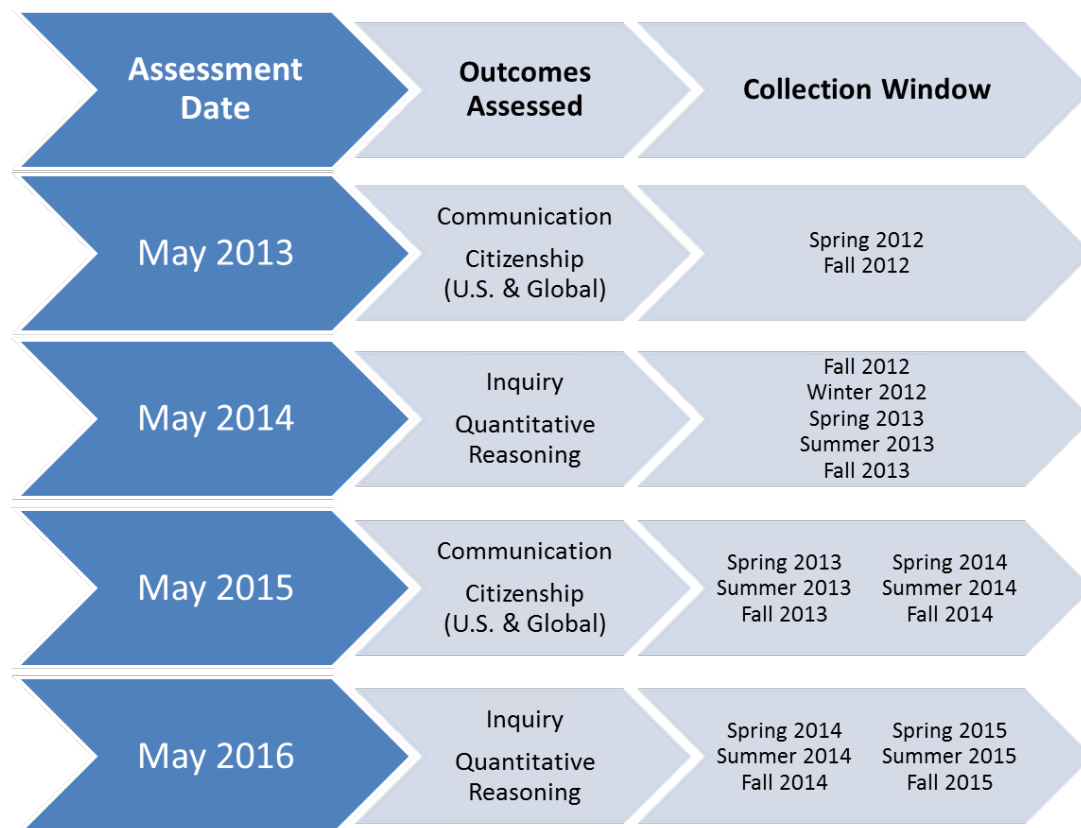 Assessment
Date
Outcomes
Assessed
Collection Window
May 2013
Communication
Citizenship
(U.S. & Global)
Spring 2012
Fall 2012
May 2014
Inquiry
Quantitative
Reasoning
Fall 2012
Winter 2012
Spring 2013
Summer 2013
Fall 2013
May 2015
Communication
Citizenship
(U.S. & Global)
Spring 2013
Summer 2013
Fall 2013
Spring 2014
Summer 2014
Fall 2014
May 2016
Inquiry
Quantitative
Reasoning
Spring 2014
Summer 2014
Fall 2014
Spring 2015
Summer 2015
Fall 2015